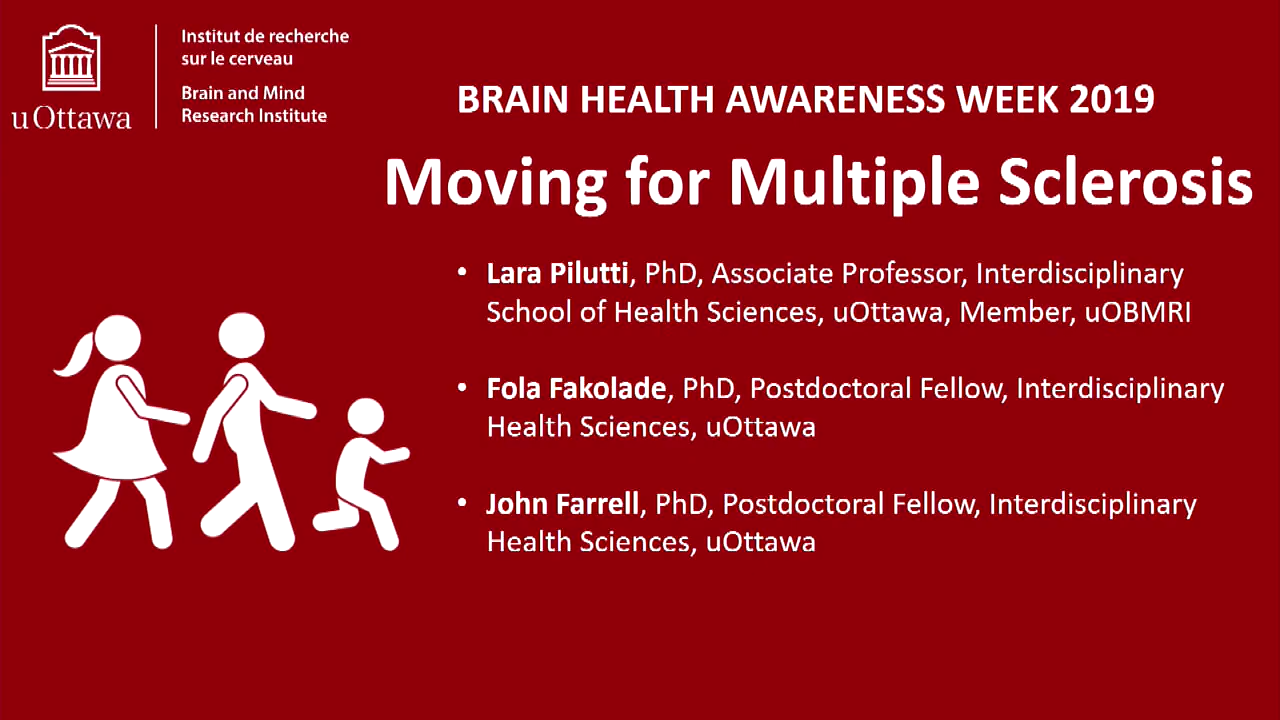 Institut de recherche
sur le cerveau
Brain and Mind
Research Institute
uOttawa
BRAIN HEALTH AWARENESS WEEK 2019
Moving for Multiple Sclerosis
• Lara Pilutti, PhD, Associate Professor, Interdisciplinary
School of Health Sciences, uOttawa, Member, uOBMRI
• Fola Fakolade, PhD, Postdoctoral Fellow, Interdisciplinary
Health Sciences, uOttawa
• John Farrell, PhD, Postdoctoral Fellow, Interdisciplinary
Health Sciences, uOttawa